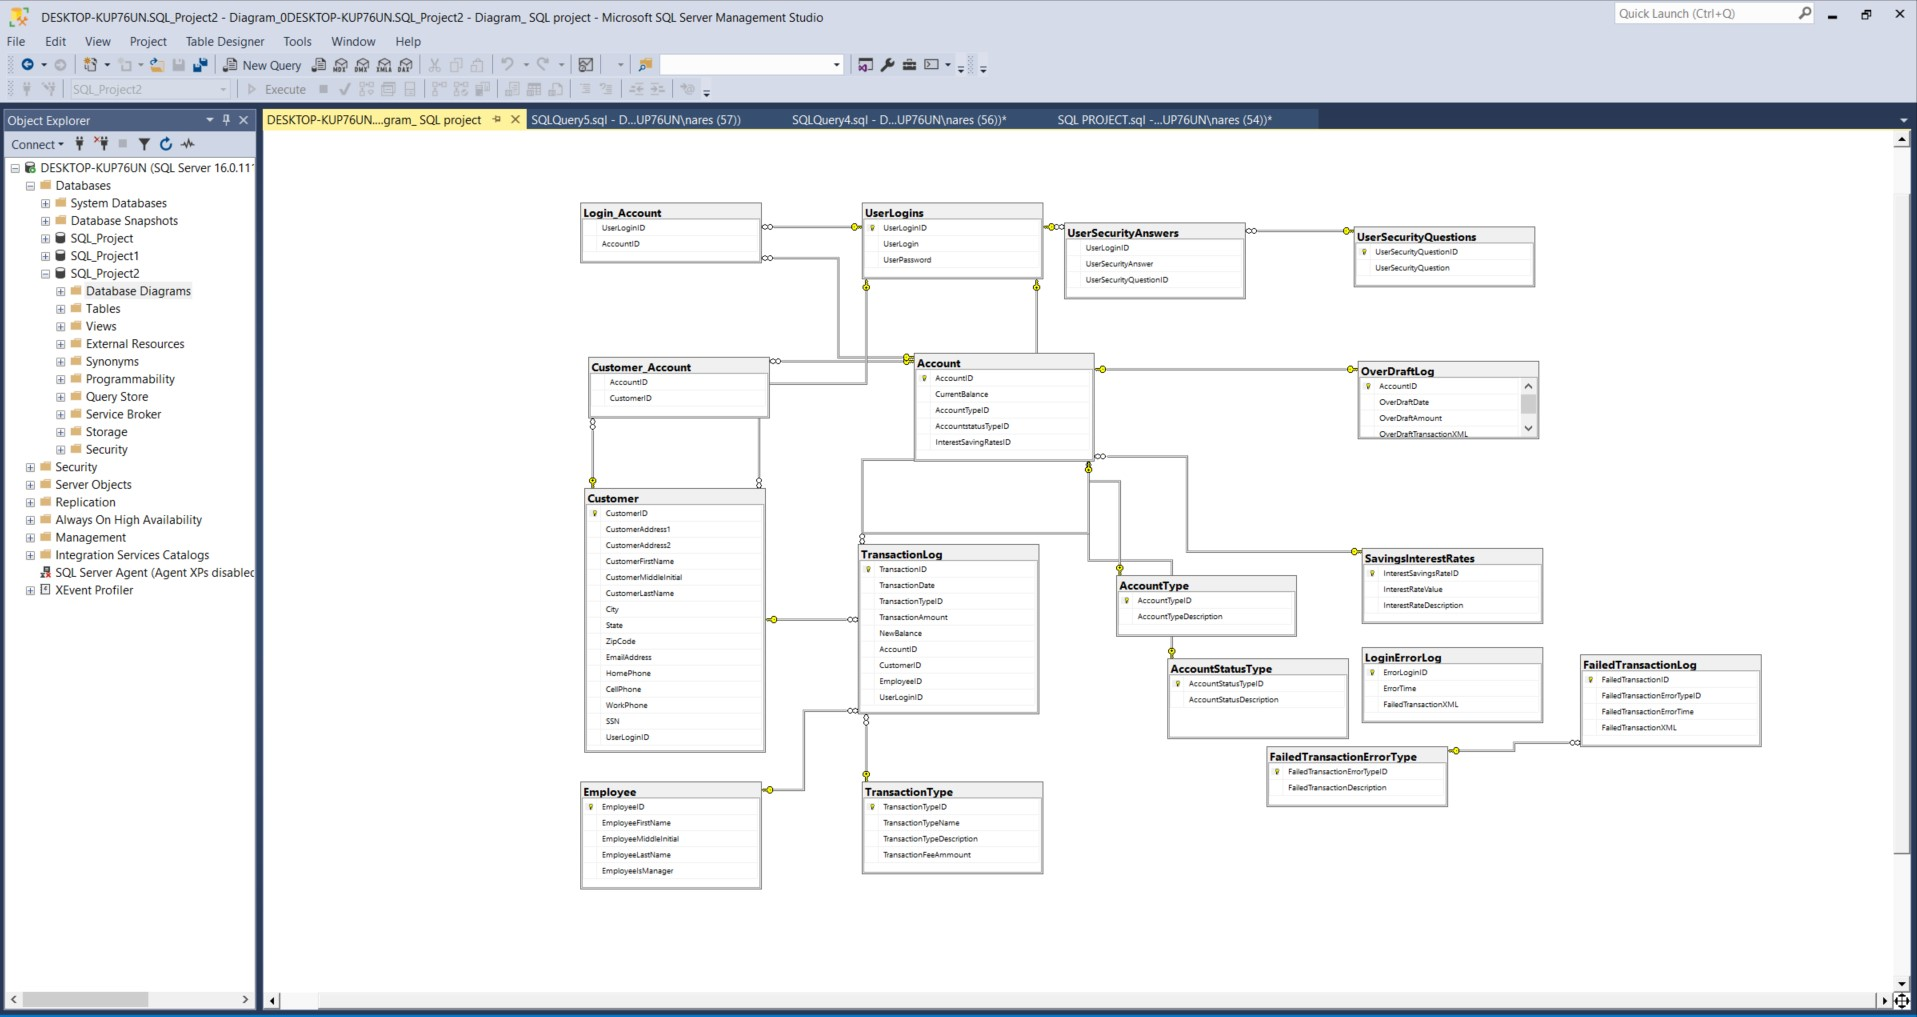 DESKTOP-KUP76UN.SQL_Project2 - Diagram_0DESKTOP-KUP76UN.SQL_Project2 - Diagram_ SQL project - Microsoft SQL Server Management Studio
Quick Launch (Ctrl+Q)
File Edit View Project Table Designer Tools Window Help
New Query
MDX DMX XMLA DAX
SQL_Project2 Execute
Object Explorer
DESKTOP-KUP76UN....gram_ SQL project
SQLQuery5.sql - D...UP76UN\nares (57))
SQLQuery4.sql - D...UP76UN\nares (56))*
SQL PROJECT.sql -...UP76UN\nares (54))*
Connect
DESKTOP-KUP76UN (SQL Server 16.0.11
Databases
System Databases
Database Snapshots
SQL_Project
SQL_Project1
SQL_Project2
Database Diagrams
Tables
Views
External Resources
Synonyms
Programmability
Query Store
Service Broker
Storage
Security
Security
Server Objects
Replication
Always On High Availability
Management
Integration Services Catalogs
SQL Server Agent (Agent XPs disablec
XEvent Profiler
Login_Account
UserLoginID
AccountID
UserLogins
UserLoginID
UserLogin
UserPassword
UserSecurityAnswers
UserLoginID
UserSecurityAnswer
UserSecurityQuestionID
UserSecurityQuestions
UserSecurityQuestionID
UserSecurityQuestion
Customer_Account
AccountID
CustomerID
Account
AccountID
CurrentBalance
AccountTypeID
AccountstatusTypeID
InterestSavingRatesID
OverDraftLog
AccountID
OverDraftDate
OverDraftAmount
OverDraftTransactionXML
Customer
CustomerID
CustomerAddress1
CustomerAddress2
CustomerFirstName
CustomerMiddleInitial
CustomerLastName
City
State
ZipCode
EmailAddress
HomePhone
CellPhone
WorkPhone
SSN
UserLoginID
TransactionLog
TransactionID
TransactionDate
TransactionTypeID
TransactionAmount
NewBalance
AccountID
CustomerID
EmployeeID
UserLoginID
AccountType
AccountTypeID
AccountTypeDescription
SavingsInterestRates
InterestSavingsRateID
InterestRateValue
InterestRateDescription
AccountStatusType
AccountStatusTypeID
AccountStatusDescription
LoginErrorLog
ErrorLoginID
ErrorTime
FailedTransactionXML
FailedTransactionLog
FailedTransactionID
FailedTransactionErrorTypeID
FailedTransactionErrorTime
FailedTransactionXML
FailedTransactionErrorType
FailedTransactionErrorTypeID
FailedTransactionDescription
Employee
EmployeeID
EmployeeFirstName
EmployeeMiddleInitial
EmployeeLastName
EmployeeIsManager
TransactionType
TransactionTypeID
TransactionTypeName
TransactionTypeDescription
TransactionFeeAmmount